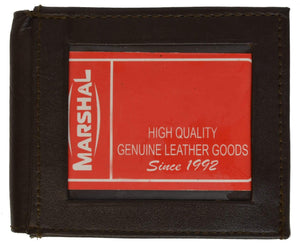 MARSHAL
HIGH QUALITY
GENUINE LEATHER GOODS
Since 1992